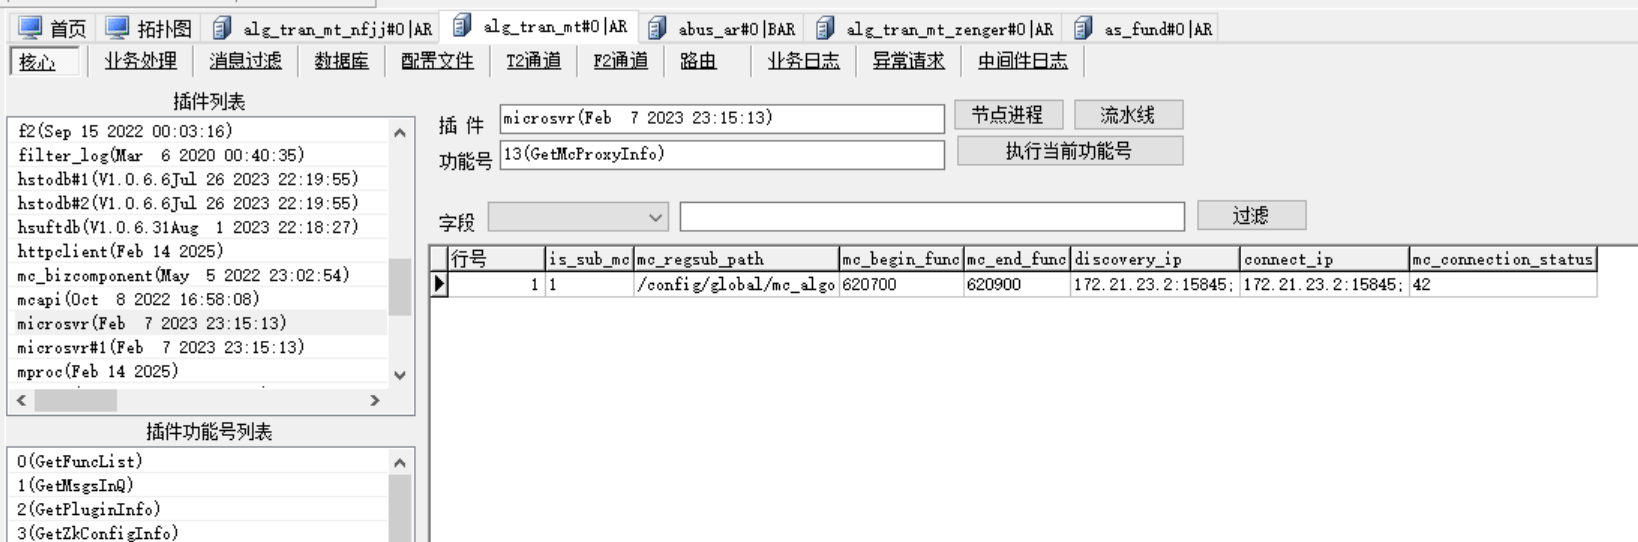 首页 拓扑图 alg_tran_mt_nfjj#0|AR alg_tran_mt#0|AR abus_ar#0|BAR alg_tran_mt_zenger#0|AR as_fund#0|AR
核心 业务处理 消息过滤 数据库 配置文件 T2通道 F2通道 路由 业务日志 异常请求 中间件日志
插件列表
f2(Sep 15 2022 00:03:16)
filter_log(Mar  6 2020 00:40:35)
hstodb#1(V1.0.6.6Jul 26 2023 22:19:55)
hstodb#2(V1.0.6.6Jul 26 2023 22:19:55)
hsuftdb(V1.0.6.31Aug  1 2023 22:18:27)
httpclient(Feb 14 2025)
mc_bizcomponent(May  5 2022 23:02:54)
mcapi(Oct  8 2022 16:58:08)
microsvr(Feb  7 2023 23:15:13)
microsvr#1(Feb  7 2023 23:15:13)
mproc(Feb 14 2025)
插件功能号列表
0(GetFuncList)
1(GetMsgsInQ)
2(GetPluginInfo)
3(GetZkConfigInfo)
插 件 microsvr(Feb  7 2023 23:15:13) 节点进程 流水线
功能号 13(GetMcProxyInfo) 执行当前功能号
字段 过滤
行号 is_sub_mc mc_regsub_path mc_begin_func mc_end_func discovery_ip connect_ip mc_connection_status
1 1 /config/global/mc_algo 620700 620900 172.21.23.2:15845; 172.21.23.2:15845; 42